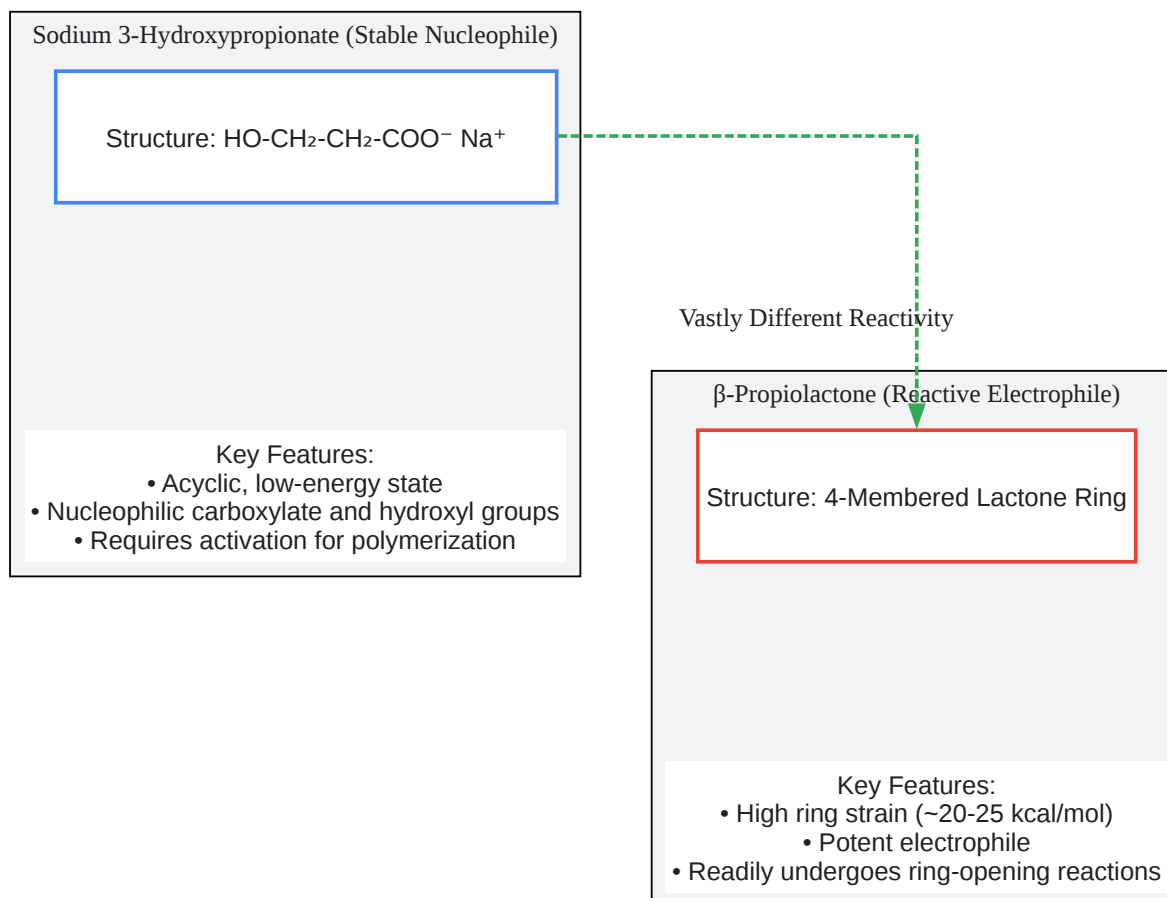 Sodium 3-Hydroxypropionate (Stable Nucleophile)
Structure: HO-CH₂-CH₂-COO⁻ Na⁺
Key Features:
• Acyclic, low-energy state
• Nucleophilic carboxylate and hydroxyl groups
• Requires activation for polymerization
Vastly Different Reactivity
β-Propiolactone (Reactive Electrophile)
Structure: 4-Membered Lactone Ring
Key Features:
• High ring strain (~20-25 kcal/mol)
• Potent electrophile
• Readily undergoes ring-opening reactions